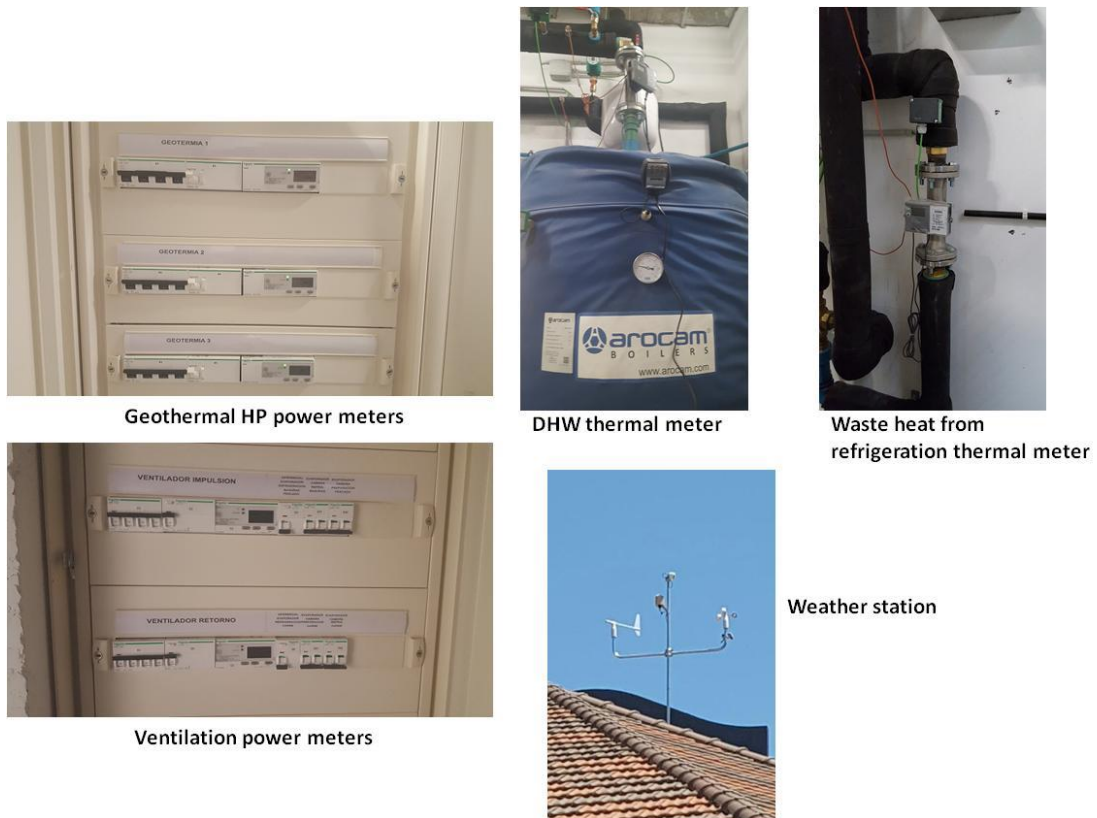 GEOTERMIA 1
GEOTERMIA 2
GEOTERMIA 3
Geothermal HP power meters
arocam
BOILERS
www.arocam.com
DHW thermal meter
Waste heat from
refrigeration thermal meter
VENTILADOR IMPULSION
VENTILADOR RETORNO
Ventilation power meters
Weather station